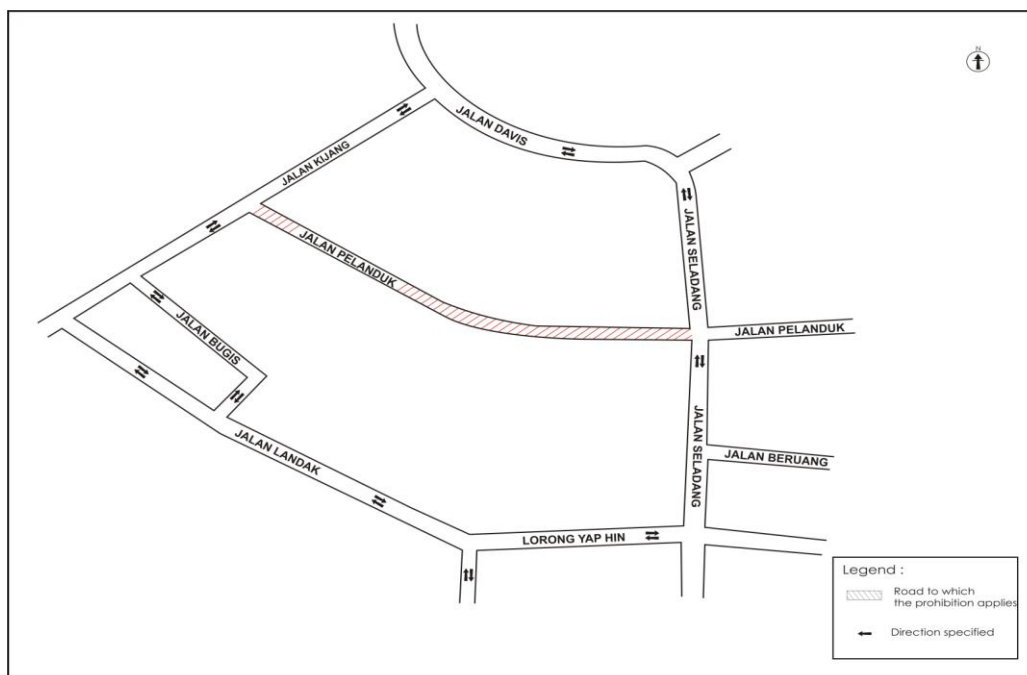 N
JALAN DAVIS
JALAN KIJANG
JALAN SELADANG
JALAN PELANDUK
JALAN PELANDUK
JALAN BUGIS
JALAN SELADANG
JALAN LANDAK
JALAN BERUANG
LORONG YAP HIN
Legend :
Road to which
the prohibition applies
Direction specified